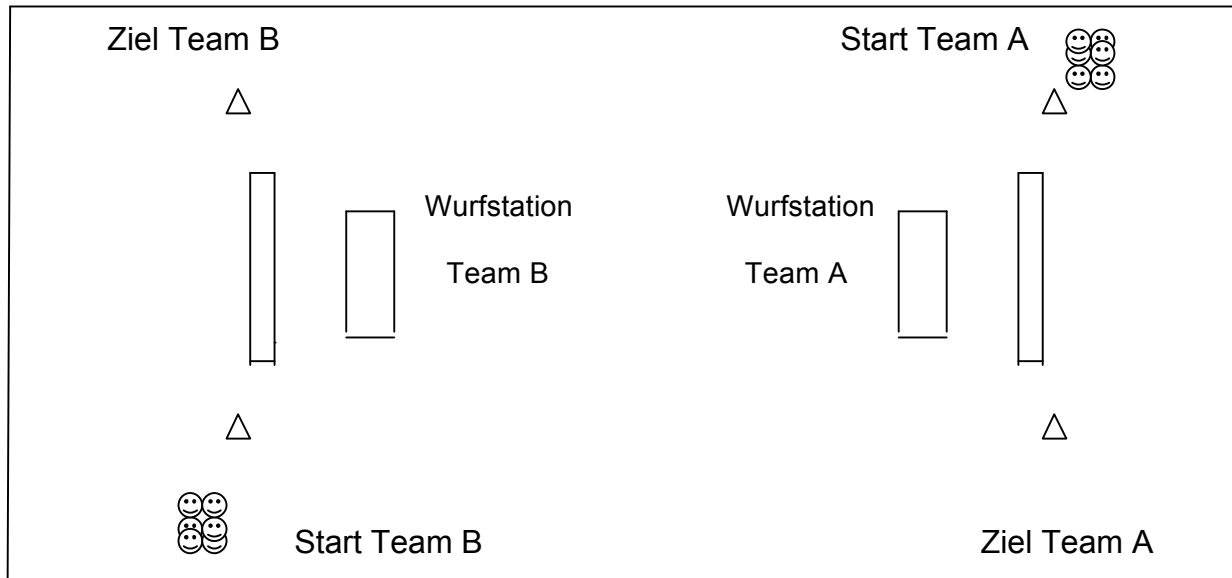 Ziel Team B
Start Team A
Wurfstation
Team B
Wurfstation
Team A
Start Team B
Ziel Team A